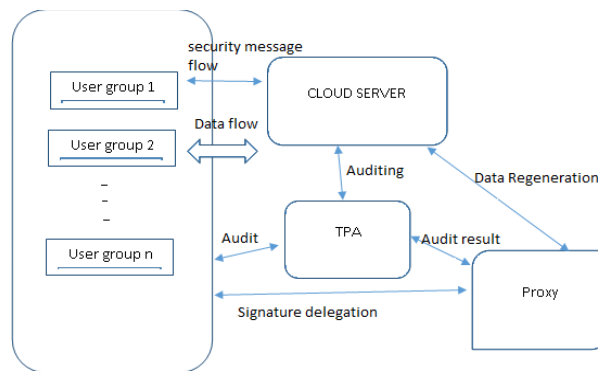 security message
flow
User group 1
CLOUD SERVER
Data flow
User group 2
Auditing
Data Regeneration
TPA
Audit
Audit result
User group n
Proxy
Signature delegation